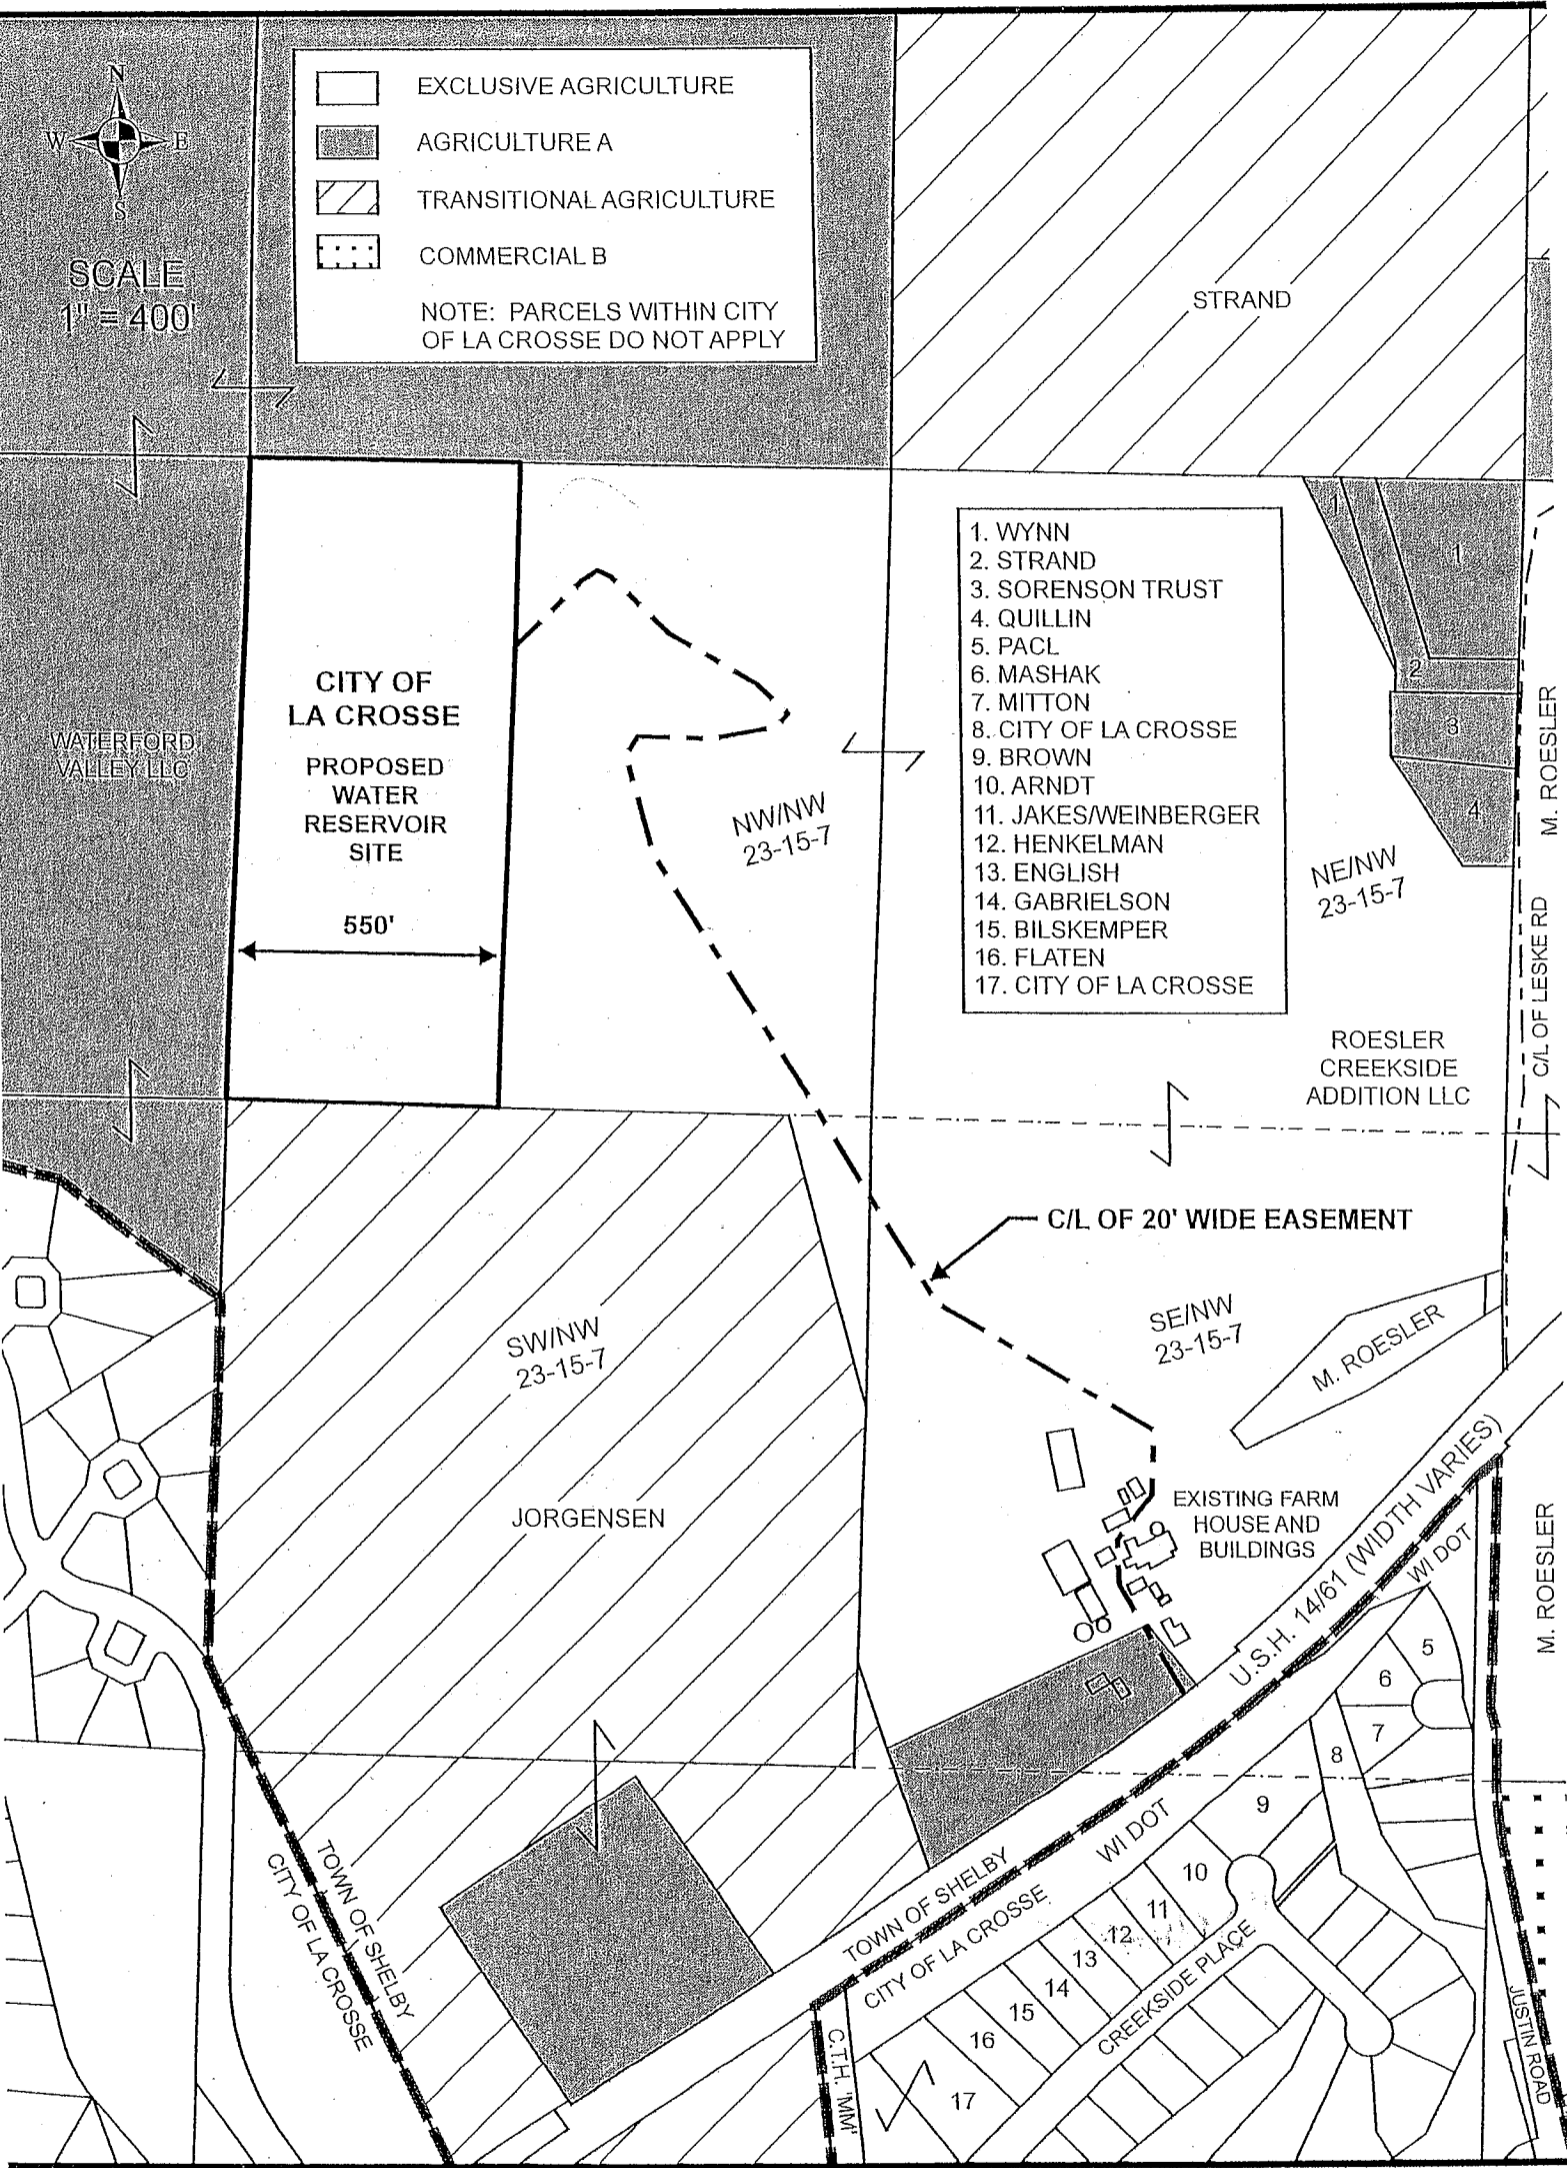 N
W
E
S
SCALE
1" = 400'
EXCLUSIVE AGRICULTURE
AGRICULTURE A
TRANSITIONAL AGRICULTURE
COMMERCIAL B
NOTE: PARCELS WITHIN CITY
OF LA CROSSE DO NOT APPLY
STRAND
1. WYNN
2. STRAND
3. SORENSON TRUST
4. QUILLIN
5. PACL
6. MASHAK
7. MITTON
8. CITY OF LA CROSSE
9. BROWN
10. ARNDT
11. JAKES/WEINBERGER
12. HENKELMAN
13. ENGLISH
14. GABRIELSON
15. BILSKEMPER
16. FLATEN
17. CITY OF LA CROSSE
1
1
2
3
4
M. ROESLER
C/L OF LESKE RD
CITY OF
LA CROSSE
PROPOSED
WATER
RESERVOIR
SITE
550'
WATERFORD
VALLEY LLC
NW/NW
23-15-7
NE/NW
23-15-7
ROESLER
CREEKSIDE
ADDITION LLC
C/L OF 20' WIDE EASEMENT
SW/NW
23-15-7
SE/NW
23-15-7
M. ROESLER
JORGENSEN
EXISTING FARM
HOUSE AND
BUILDINGS
U.S.H. 14/61 (WIDTH VARIES)
WI DOT
M. ROESLER
5
6
7
8
9
10
11
12
13
14
15
16
17
WI DOT
TOWN OF SHELBY
CITY OF LA CROSSE
TOWN OF SHELBY
CITY OF LA CROSSE
CREEKSIDE PLACE
C.T.H. 'MM'
JUSTIN ROAD